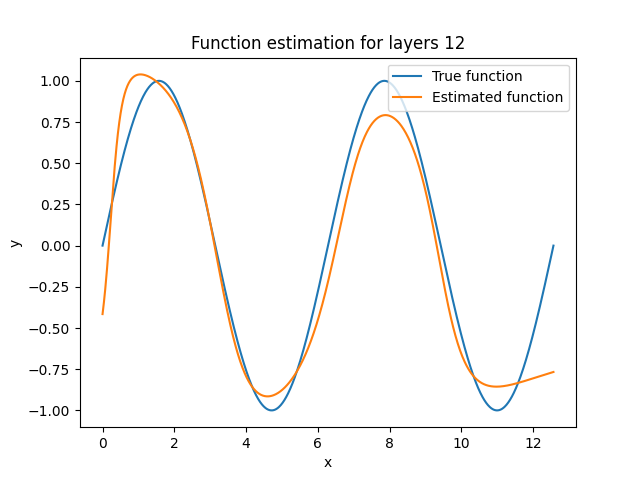 Function estimation for layers 12
True function
Estimated function
1.00
0.75
0.50
0.25
0.00
−0.25
−0.50
−0.75
−1.00
y
0 2 4 6 8 10 12
x